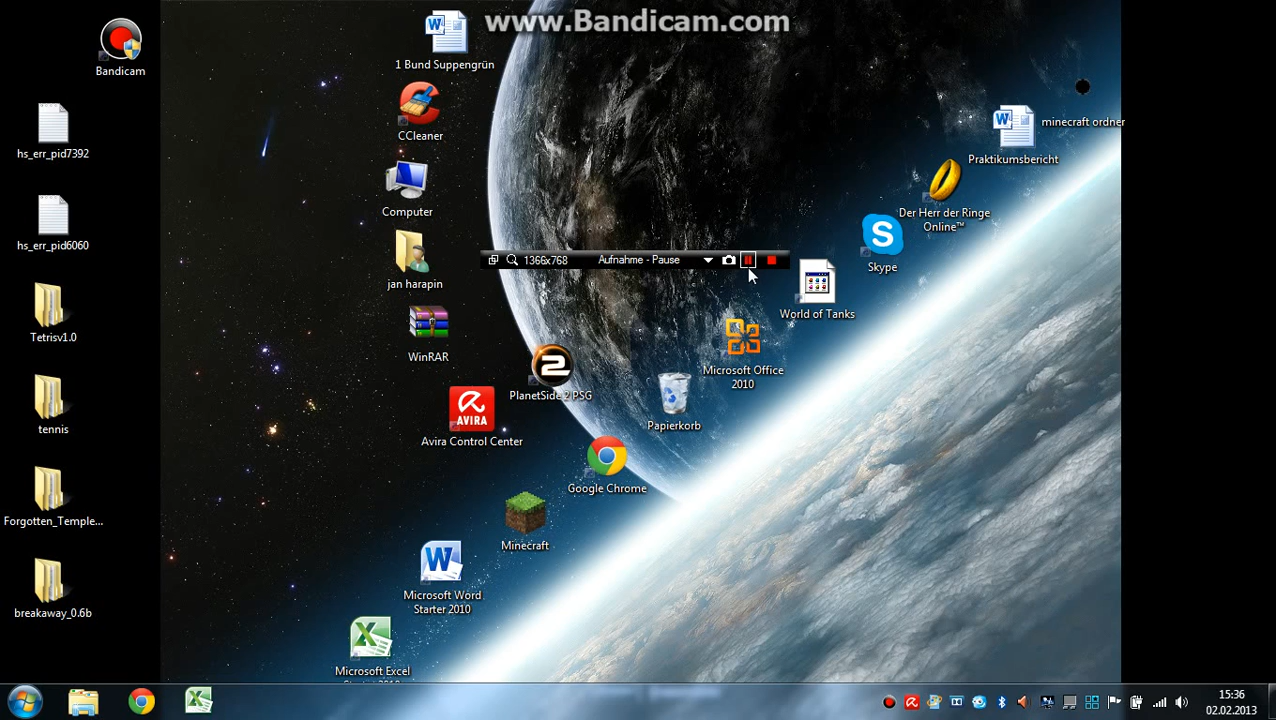 www.Bandicam.com
Bandicam
1 Bund Suppengrün
hs_err_pid7392
CCleaner
minecraft ordner
Praktikumsbericht
Computer
Der Herr der Ringe
Online™
hs_err_pid6060
1366x768
Aufnahme - Pause
Skype
jan harapin
World of Tanks
Tetrisv1.0
WinRAR
Microsoft Office
2010
PlanetSide 2 PSG
tennis
AVIRA
Avira Control Center
Papierkorb
Google Chrome
Forgotten_Temple...
Minecraft
Microsoft Word
Starter 2010
breakaway_0.6b
Microsoft Excel
15:36
02.02.2013